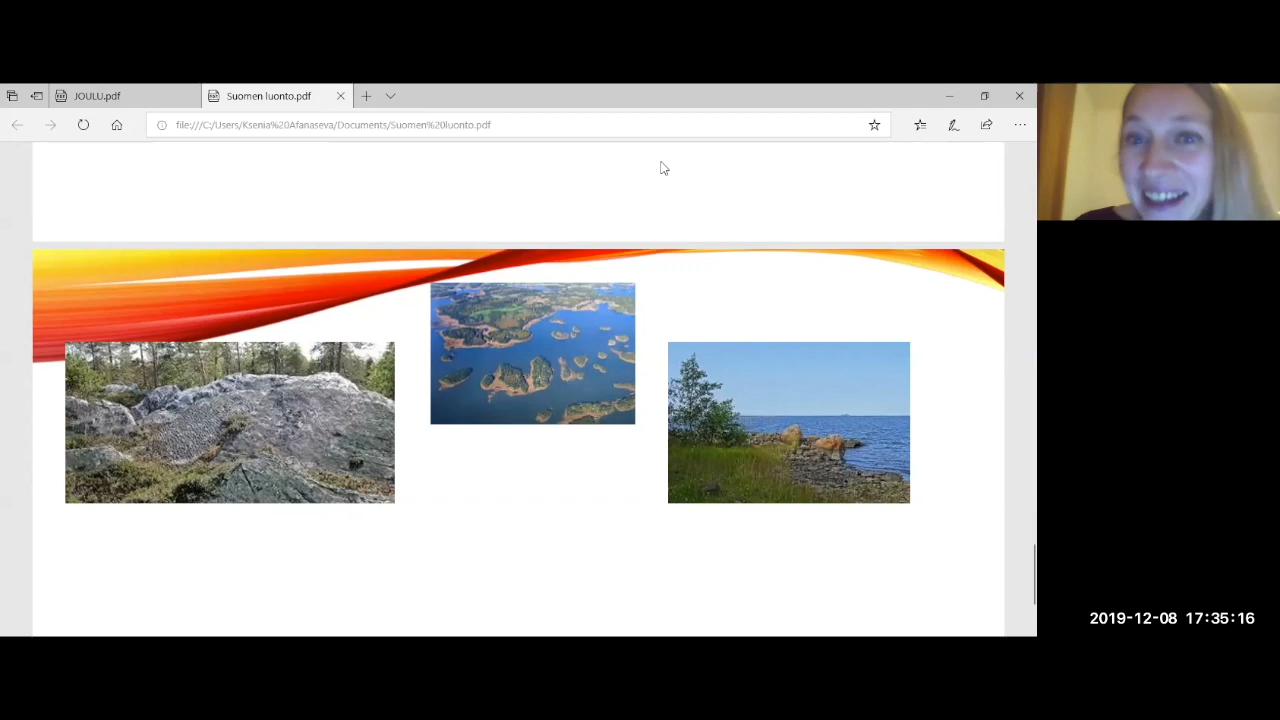 JOULU.pdf
Suomen luonto.pdf
file:///C:/Users/Ksenia%20Afanaseva/Documents/Suomen%20luonto.pdf
2019-12-08 17:35:16